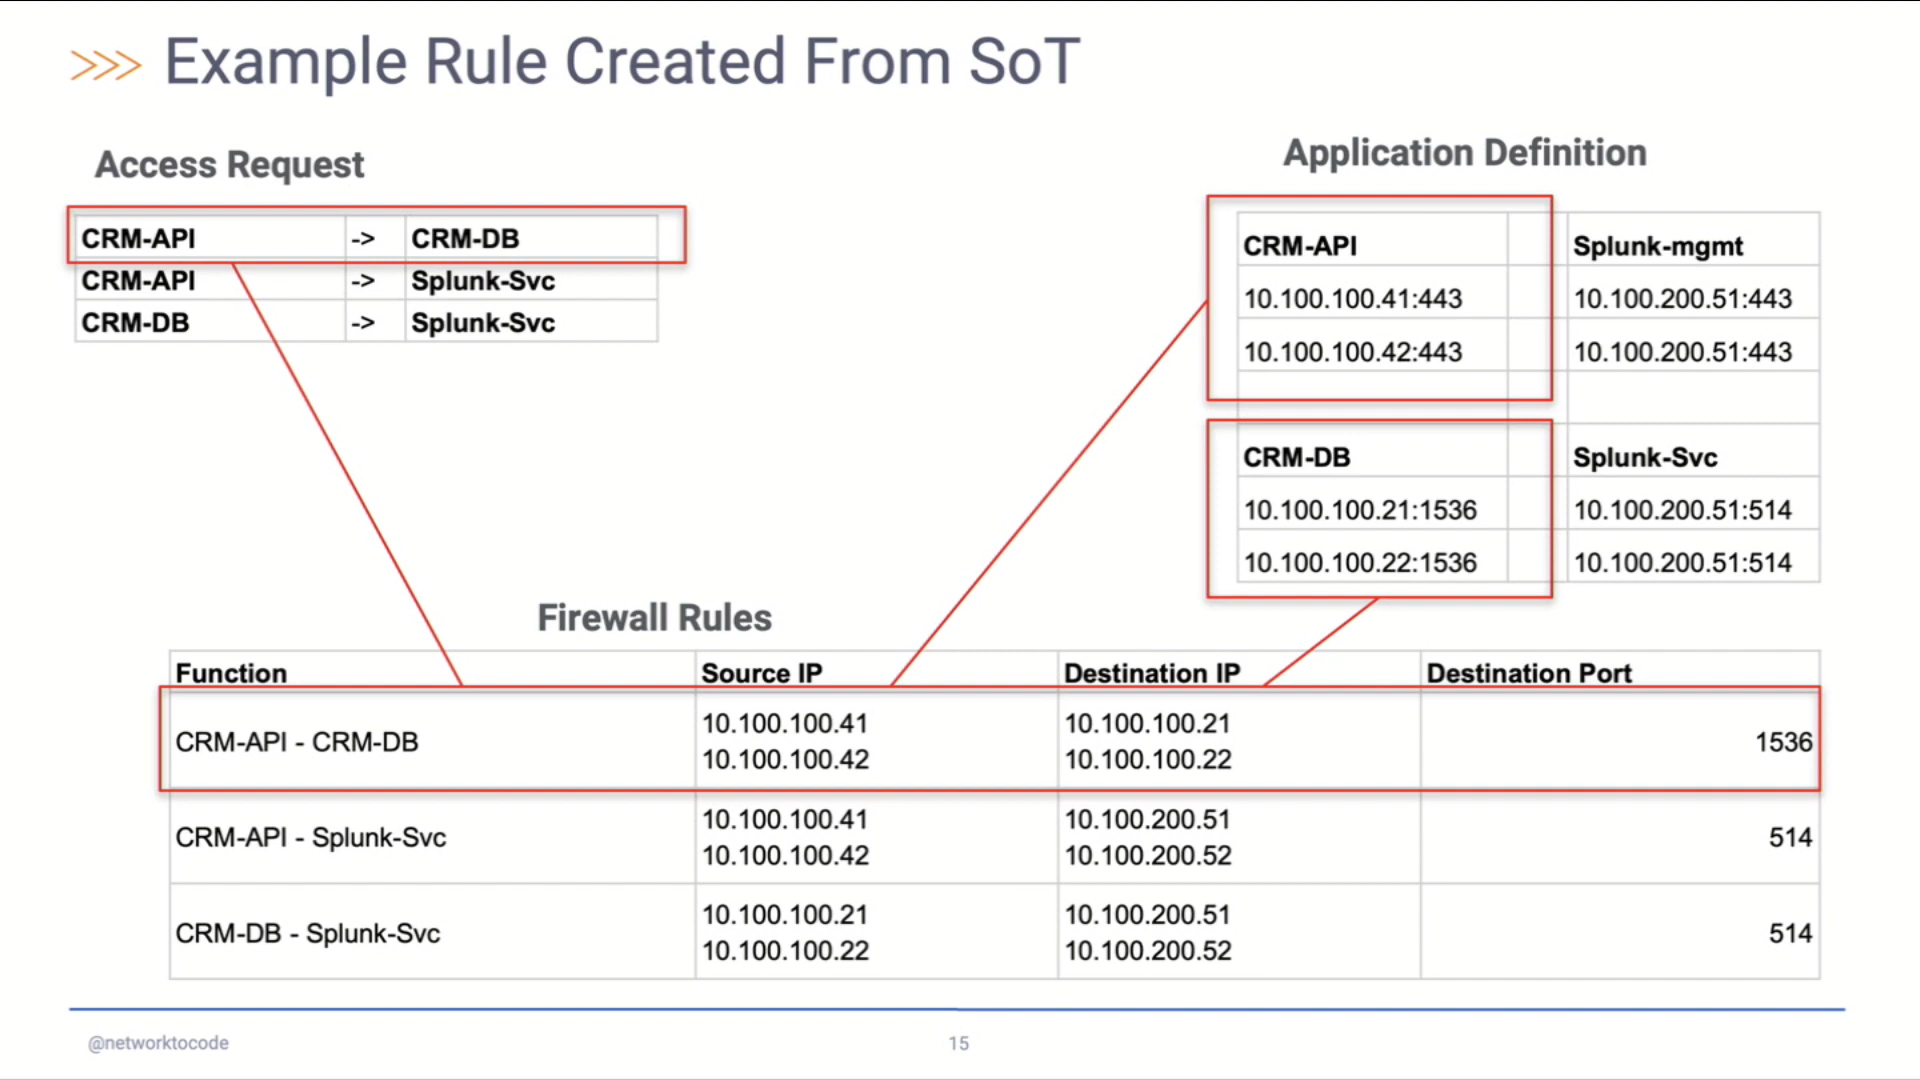 >>> Example Rule Created From SoT
Access Request
CRM-API -> CRM-DB
CRM-API -> Splunk-Svc
CRM-DB -> Splunk-Svc
Application Definition
CRM-API Splunk-mgmt
10.100.100.41:443 10.100.200.51:443
10.100.100.42:443 10.100.200.51:443
CRM-DB Splunk-Svc
10.100.100.21:1536 10.100.200.51:514
10.100.100.22:1536 10.100.200.51:514
Firewall Rules
Function Source IP Destination IP Destination Port
CRM-API - CRM-DB 10.100.100.41 10.100.100.21 1536
10.100.100.42 10.100.100.22
CRM-API - Splunk-Svc 10.100.100.41 10.100.200.51 514
10.100.100.42 10.100.200.52
CRM-DB - Splunk-Svc 10.100.100.21 10.100.200.51 514
10.100.100.22 10.100.200.52
@networktocode 15